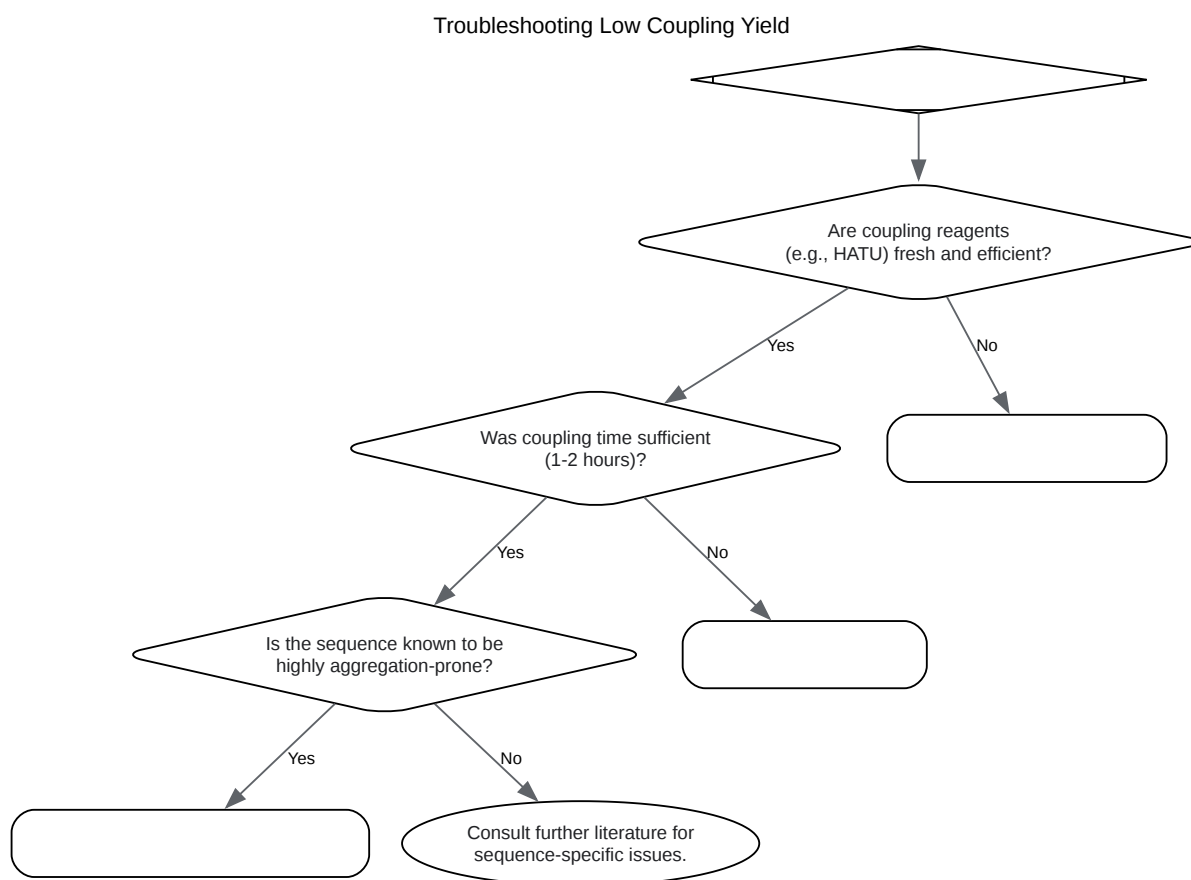 Troubleshooting Low Coupling Yield
Are coupling reagents
(e.g., HATU) fresh and efficient?
Yes
No
Was coupling time sufficient
(1-2 hours)?
Yes
No
Is the sequence known to be
highly aggregation-prone?
Yes
No
Consult further literature for
sequence-specific issues.